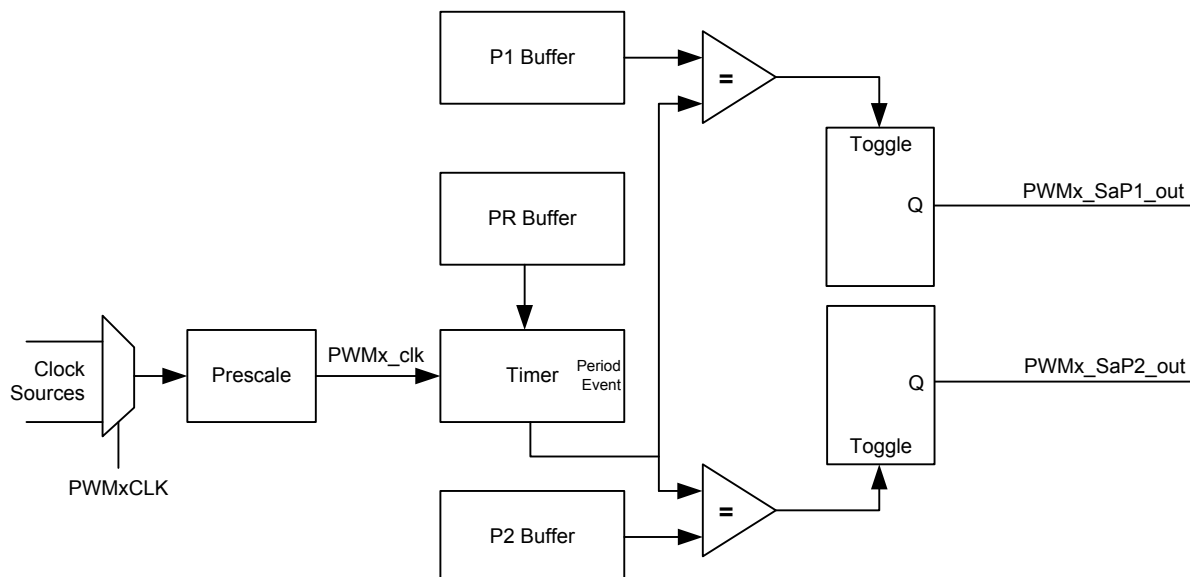 P1 Buffer
=
Toggle
PWMx_SaP1_out
Q
PR Buffer
PWMx_clk
Clock
Sources
Prescale
Timer
Period
Event
PWMx_SaP2_out
Q
Toggle
PWMxCLK
P2 Buffer
=